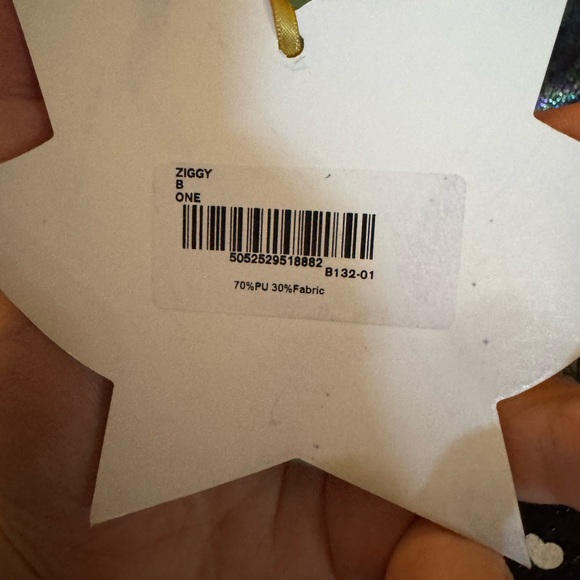 ZIGGY
B
ONE
5052529518882
B132-01
70%PU 30%Fabric